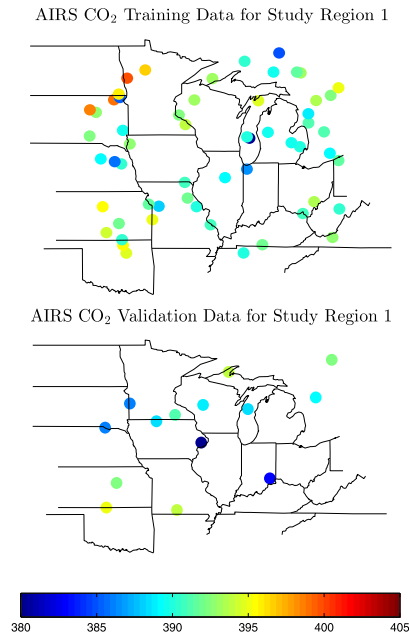 AIRS CO₂ Training Data for Study Region 1
AIRS CO₂ Validation Data for Study Region 1
380 385 390 395 400 405